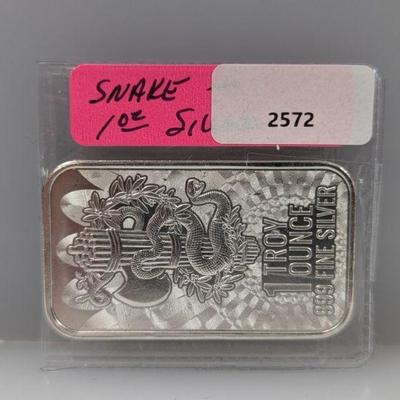 SNAKE
1oz SIL
2572
1 TROY
OUNCE
999 FINE SILVER